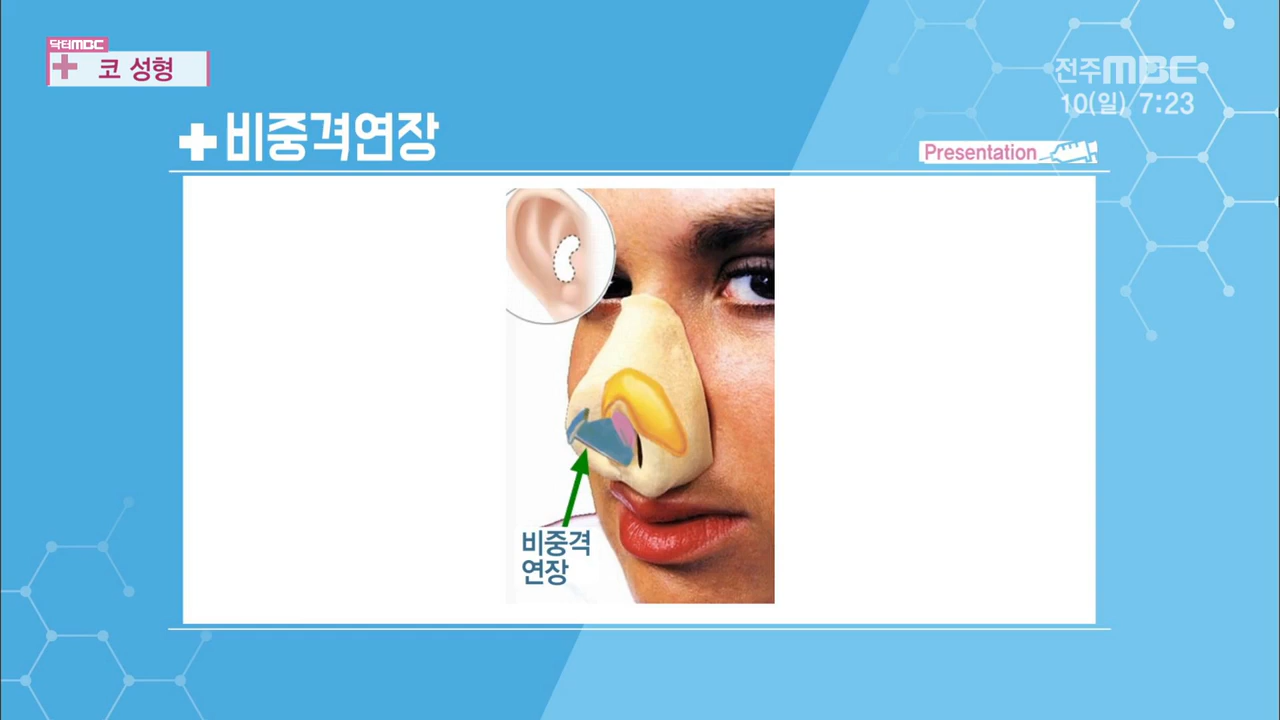 닥터MBC
코 성형
전주MBC
10(일) 7:23
비중격연장
Presentation
비중격
연장